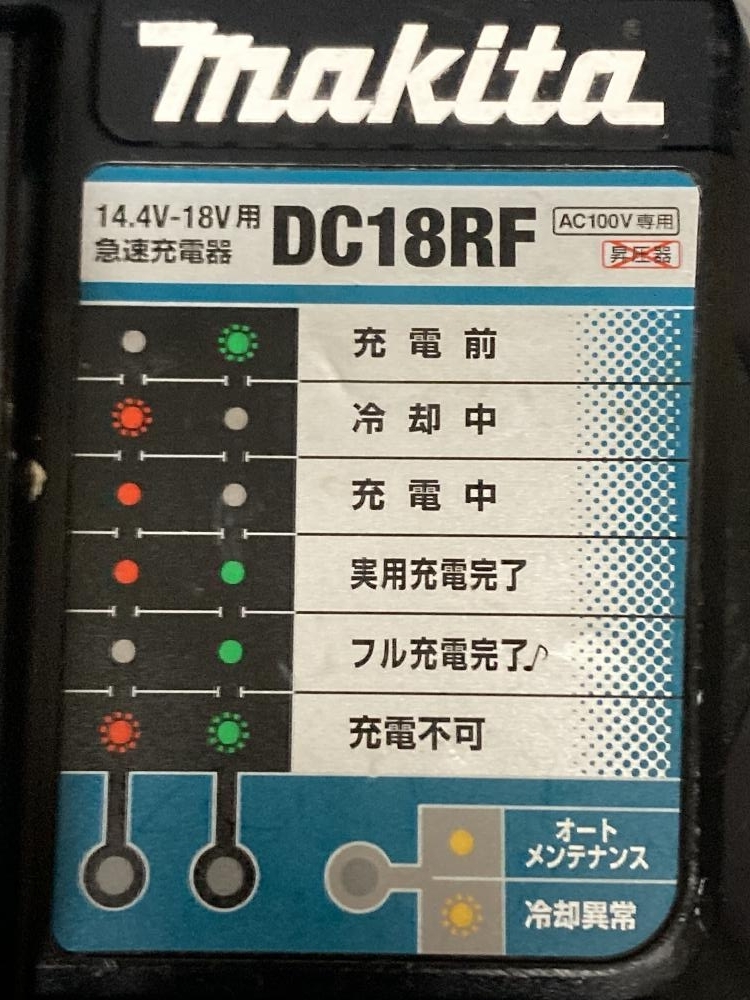 makita
14.4V-18V用
急速充電器
DC18RF
AC100V専用
昇圧器
充電前
冷却中
充電中
実用充電完了
フル充電完了♪
充電不可
オート
メンテナンス
冷却異常